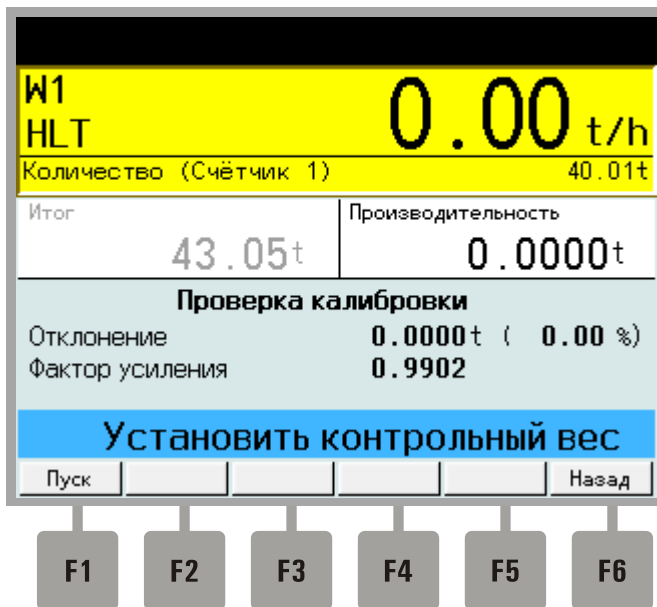 W1 0.00 t/h
HLT
Количество (Счётчик 1) 40.01t
Итог Производительность
43.05t 0.0000t
Проверка калибровки
Отклонение 0.0000t ( 0.00 %)
Фактор усиления 0.9902
Установить контрольный вес
Пуск Назад
F1 F2 F3 F4 F5 F6